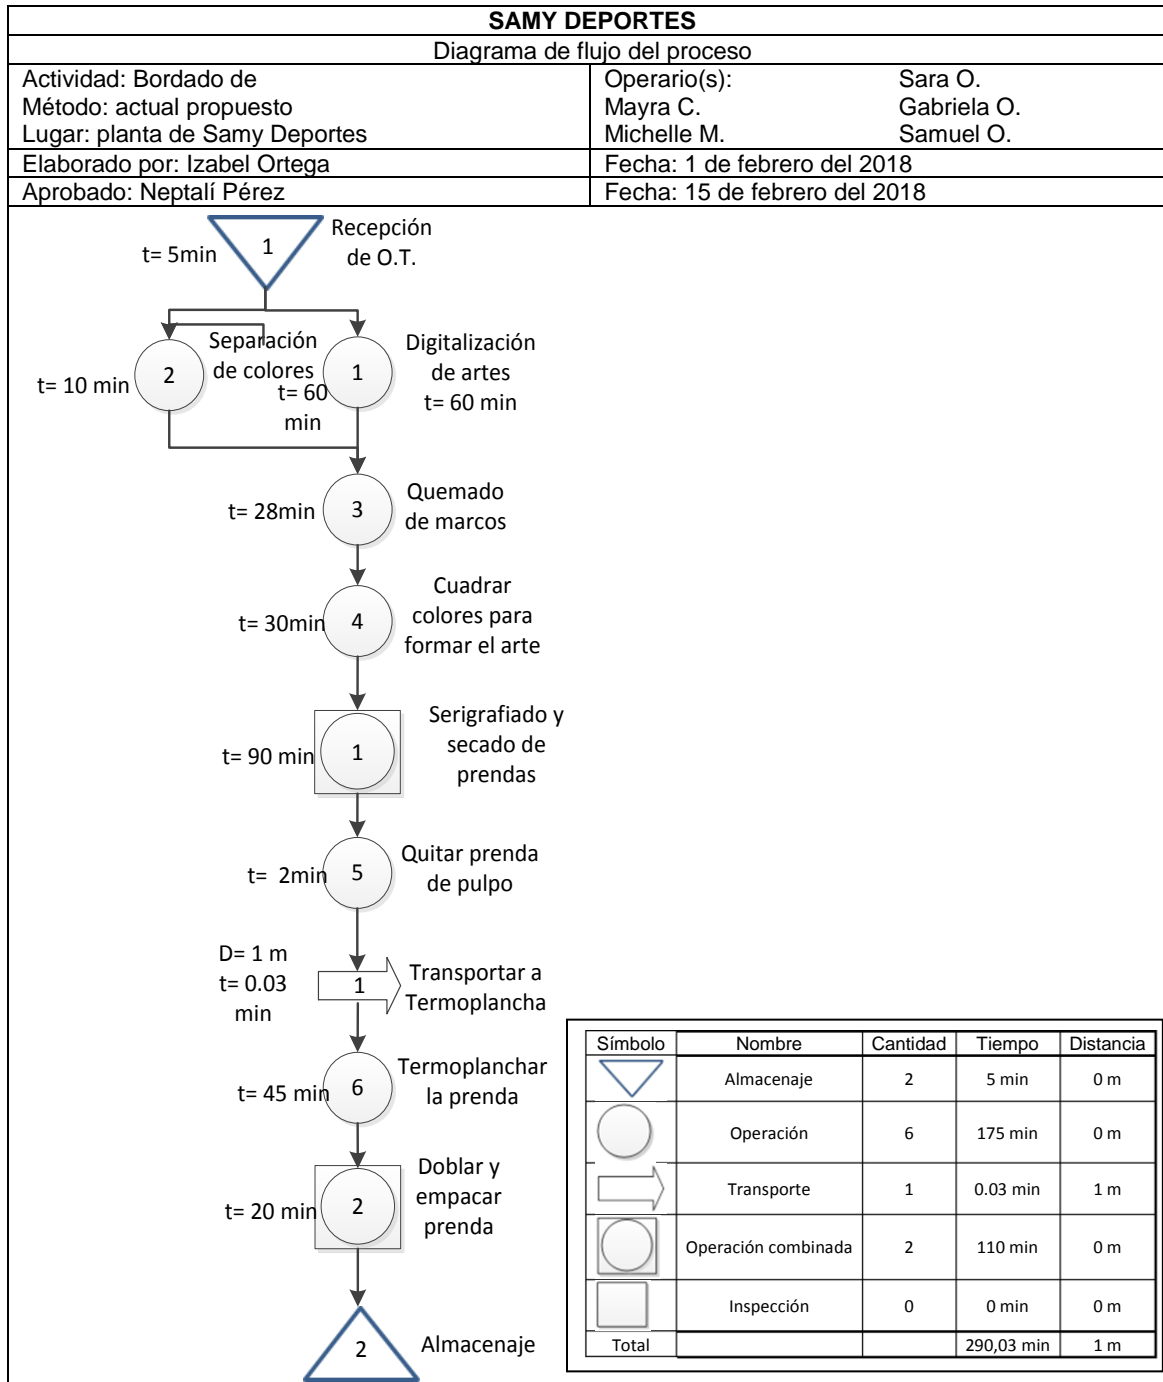 SAMY DEPORTES
Diagrama de flujo del proceso
Actividad: Bordado de
Método: actual propuesto
Lugar: planta de Samy Deportes
Operario(s): Sara O.
Mayra C. Gabriela O.
Michelle M. Samuel O.
Elaborado por: Izabel Ortega
Fecha: 1 de febrero del 2018
Aprobado: Neptalí Pérez
Fecha: 15 de febrero del 2018
t= 5min
1
Recepción
de O.T.
t= 10 min
2
Separación
de colores
t= 60
min
1
Digitalización
de artes
t= 60 min
t= 28min
3
Quemado
de marcos
t= 30min
4
Cuadrar
colores para
formar el arte
t= 90 min
1
Serigrafiado y
secado de
prendas
t= 2min
5
Quitar prenda
de pulpo
D= 1 m
t= 0.03
min
1
Transportar a
Termoplancha
t= 45 min
6
Termoplanchar
la prenda
t= 20 min
2
Doblar y
empacar
prenda
2
Almacenaje
Símbolo Nombre Cantidad Tiempo Distancia
Almacenaje 2 5 min 0 m
Operación 6 175 min 0 m
Transporte 1 0.03 min 1 m
Operación combinada 2 110 min 0 m
Inspección 0 0 min 0 m
Total 290,03 min 1 m